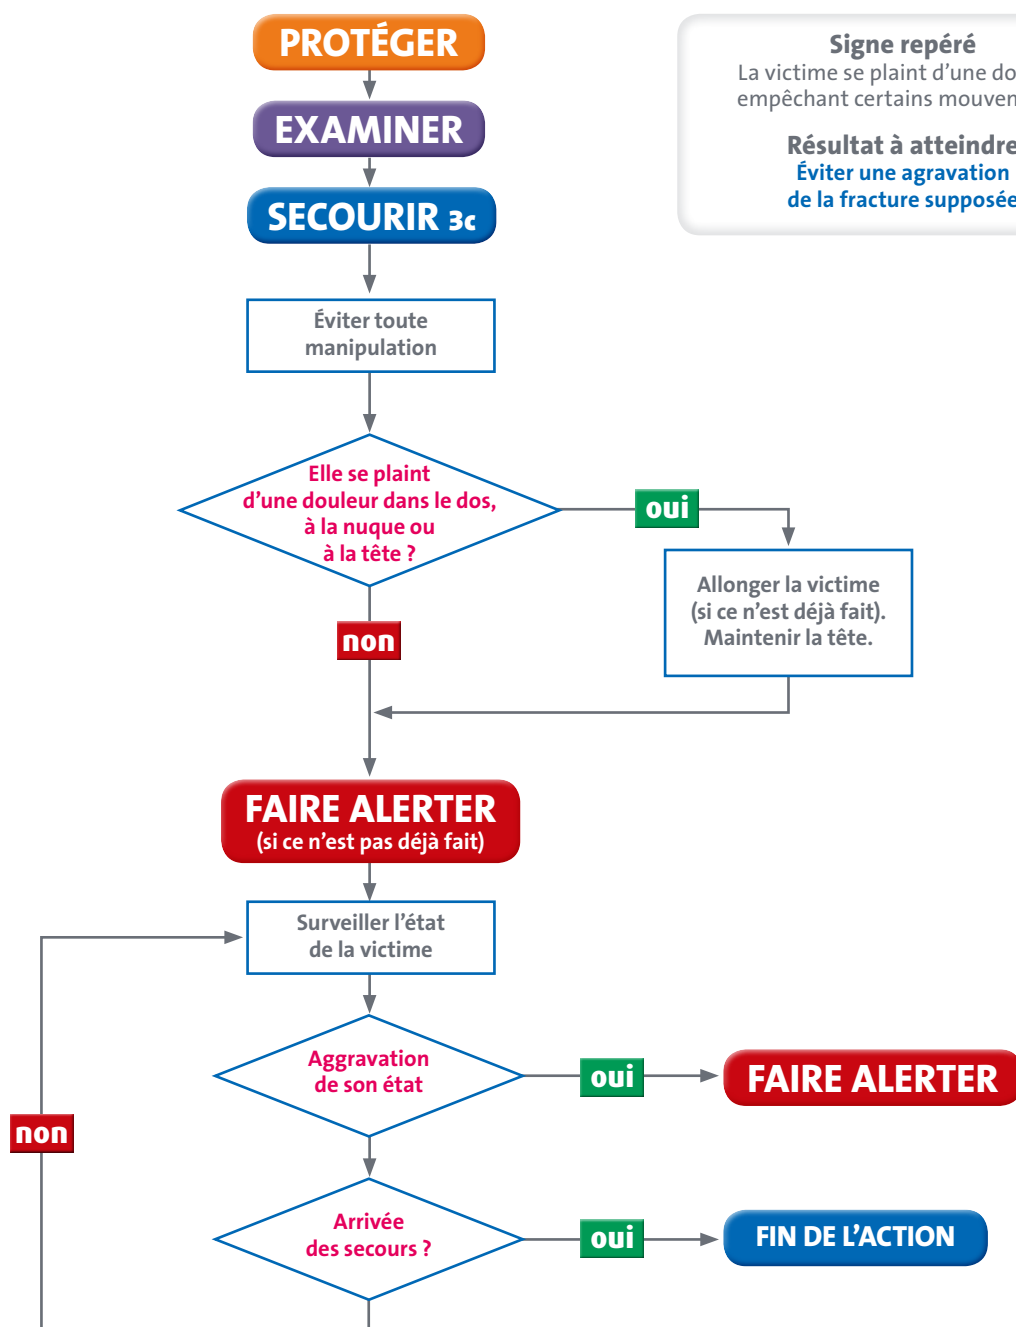 PROTÉGER
EXAMINER
SECOURIR 3c
Signe repéré
La victime se plaint d'une
empêchant certains
Résultat à atteindre
Éviter une agravation
de la fracture supposée
Éviter toute
manipulation
Elle se plaint
d'une douleur dans le dos,
à la nuque ou
à la tête ?
oui
Allonger la victime
(si ce n'est déjà fait).
Maintenir la tête.
non
FAIRE ALERTER
(si ce n'est pas déjà fait)
Surveiller l'état
de la victime
Aggravation
de son état
oui
FAIRE ALERTER
non
Arrivée
des secours ?
oui
FIN DE L'ACTION